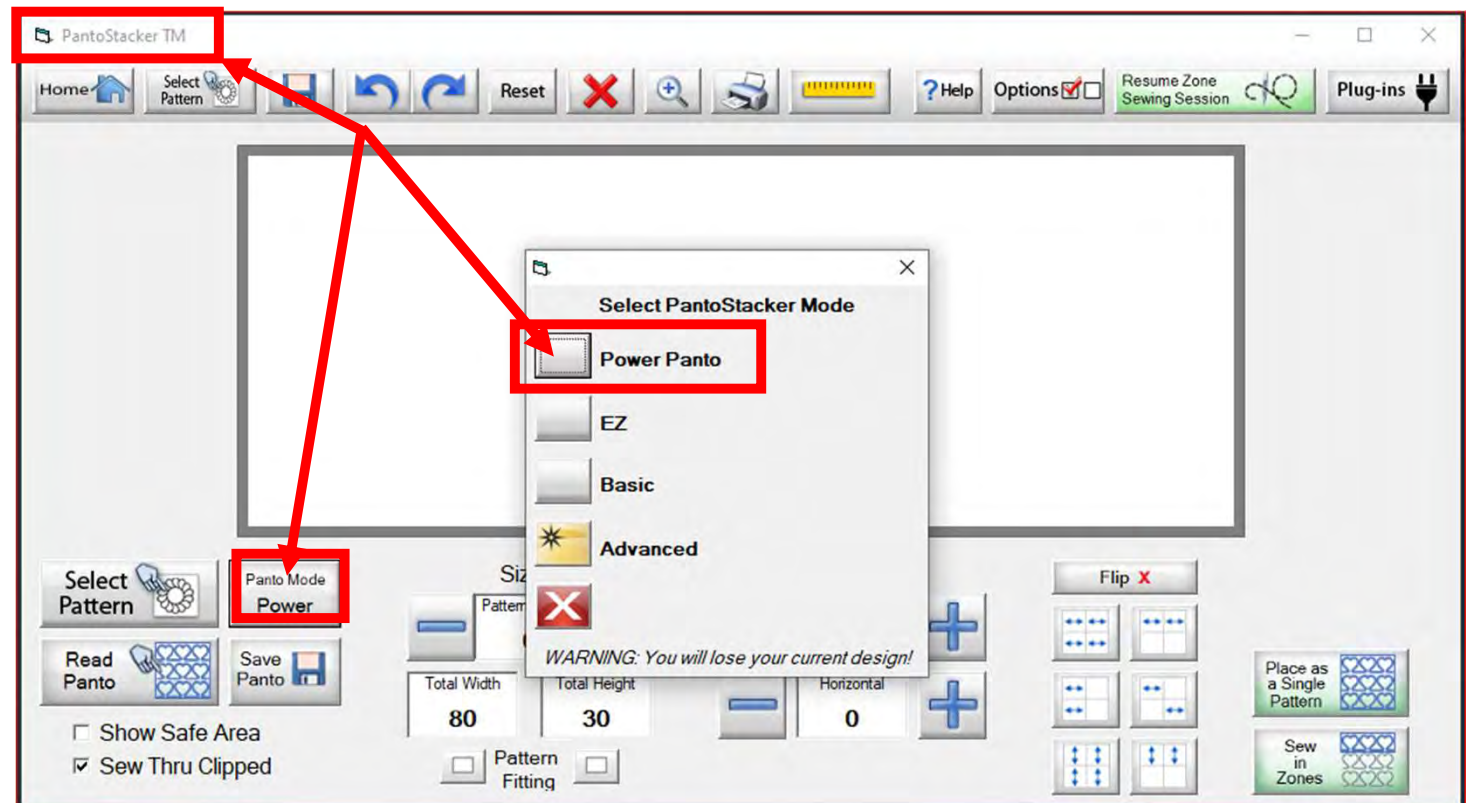 PantoStacker TM
Home
Select
Pattern
Reset
? Help
Options
Resume Zone
Sewing Session
Plug-ins
Select PantoStacker Mode
Power Panto
EZ
Basic
Advanced
WARNING: You will lose your current design!
Select
Pattern
Panto Mode
Power
Read
Panto
Save
Panto
Show Safe Area
Sew Thru Clipped
Siz
Pattern
Total Width
80
Total Height
30
Horizontal
0
Pattern
Fitting
Flip X
Place as
a Single
Pattern
Sew
in
Zones